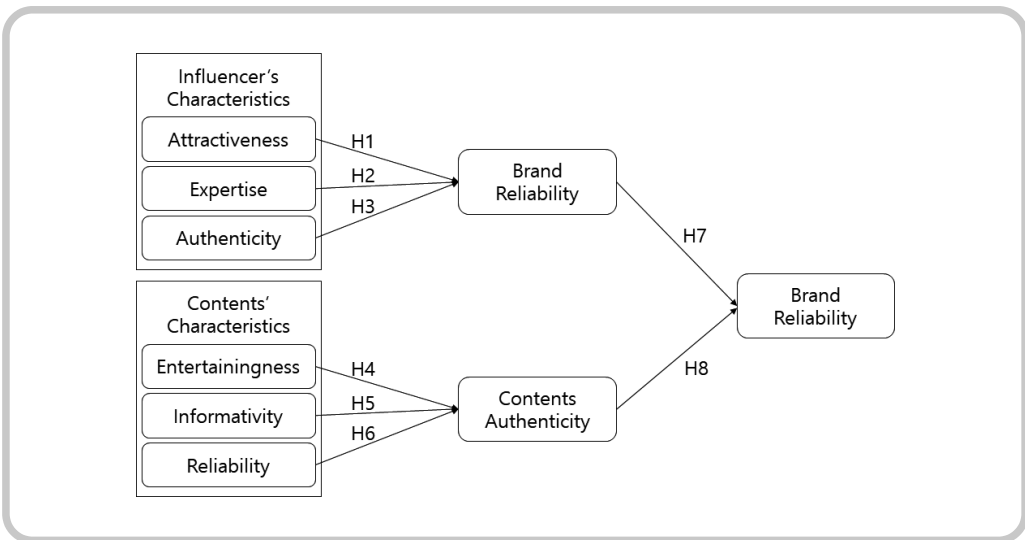 Influencer‘s
Characteristics
Attractiveness
Expertise
Authenticity
H1
H2
H3
Brand
Reliability
Contents’
Characteristics
Entertainingness
Informativity
Reliability
H4
H5
H6
Contents
Authenticity
H7
H8
Brand
Reliability